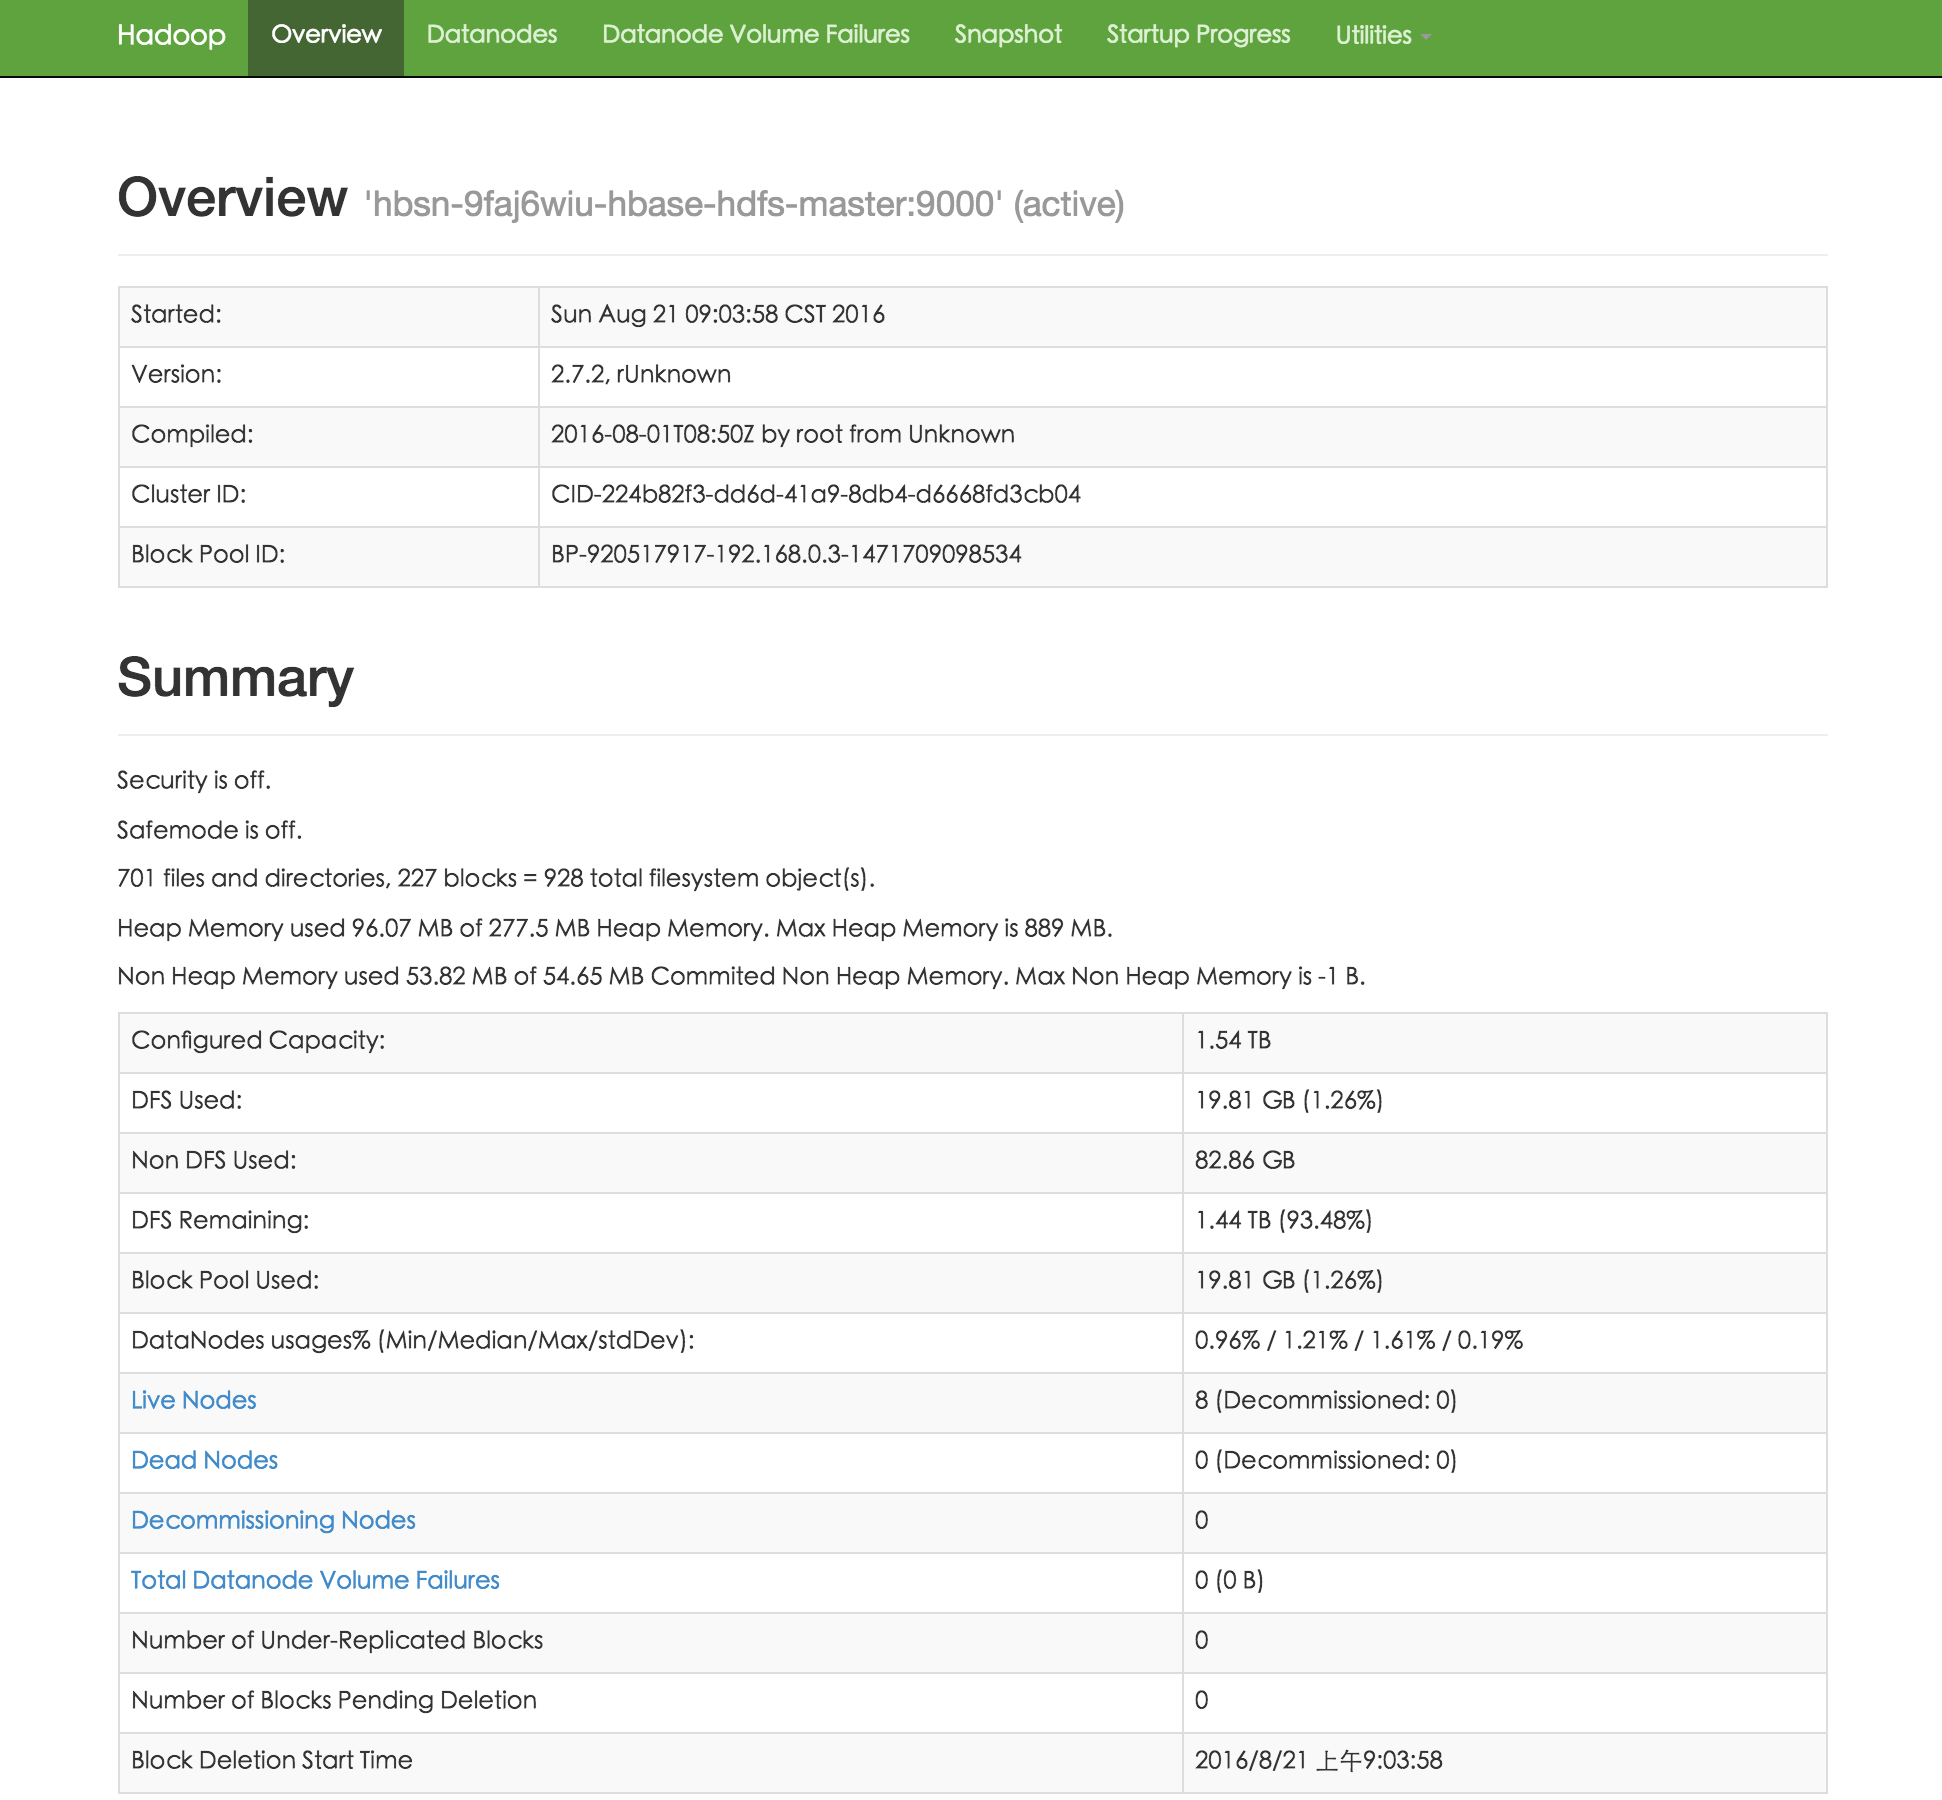 Hadoop Overview Datanodes Datanode Volume Failures Snapshot Startup Progress Utilities
Overview 'hbsn-9faj6wiu-hbase-hdfs-master:9000' (active)
Started: Sun Aug 21 09:03:58 CST 2016
Version: 2.7.2, rUnknown
Compiled: 2016-08-01T08:50Z by root from Unknown
Cluster ID: CID-224b82f3-dd6d-41a9-8db4-d6668fd3cb04
Block Pool ID: BP-920517917-192.168.0.3-1471709098534
Summary
Security is off.
Safemode is off.
701 files and directories, 227 blocks = 928 total filesystem object(s).
Heap Memory used 96.07 MB of 277.5 MB Heap Memory. Max Heap Memory is 889 MB.
Non Heap Memory used 53.82 MB of 54.65 MB Commited Non Heap Memory. Max Non Heap Memory is -1 B.
Configured Capacity: 1.54 TB
DFS Used: 19.81 GB (1.26%)
Non DFS Used: 82.86 GB
DFS Remaining: 1.44 TB (93.48%)
Block Pool Used: 19.81 GB (1.26%)
DataNodes usages% (Min/Median/Max/stdDev): 0.96% / 1.21% / 1.61% / 0.19%
Live Nodes 8 (Decommissioned: 0)
Dead Nodes 0 (Decommissioned: 0)
Decommissioning Nodes 0
Total Datanode Volume Failures 0 (0 B)
Number of Under-Replicated Blocks 0
Number of Blocks Pending Deletion 0
Block Deletion Start Time 2016/8/21 上午9:03:58